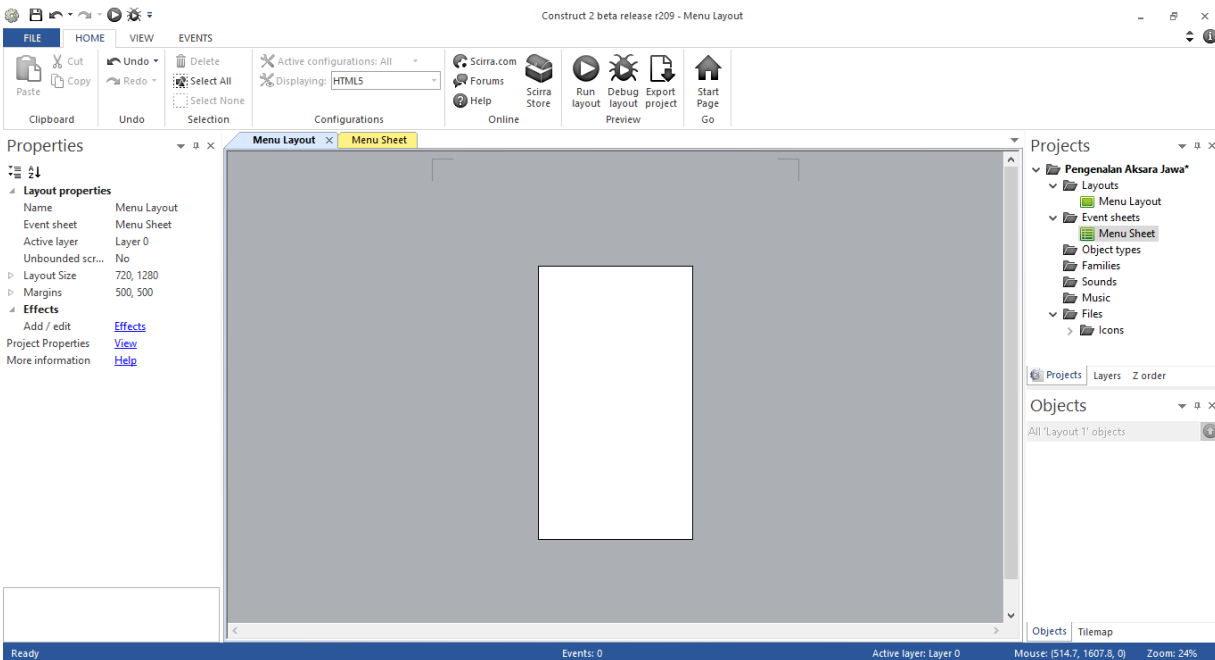 Construct 2 beta release r209 - Menu Layout
FILE HOME VIEW EVENTS
Paste Cut Copy
Clipboard
Undo Redo
Undo
Delete
Select All
Select None
Selection
Active configurations: All
Displaying: HTML5
Configurations
Scirra.com
Forums
Help
Scirra Store
Online
Run layout Debug layout Export project
Preview
Start Page
Go
Properties
Layout properties
Name Menu Layout
Event sheet Menu Sheet
Active layer Layer 0
Unbounded scr... No
Layout Size 720, 1280
Margins 500, 500
Effects
Add / edit Effects
Project Properties View
More information Help
Menu Layout Menu Sheet
Projects
Pengenalan Aksara Jawa*
Layouts
Menu Layout
Event sheets
Menu Sheet
Object types
Families
Sounds
Music
Files
Icons
Projects Layers Z order
Objects
All 'Layout 1' objects
Objects Tilemap
Ready Events: 0 Active layer: Layer 0 Mouse: (514.7, 1607.8, 0) Zoom: 24%